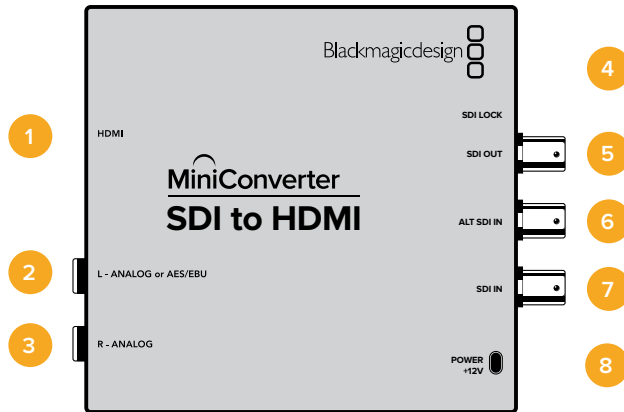 Blackmagicdesign
4
SDI LOCK
1
HDMI
SDI OUT
5
MiniConverter
SDI to HDMI
ALT SDI IN
6
2
L - ANALOG or AES/EBU
SDI IN
7
3
R - ANALOG
POWER
+12V
8